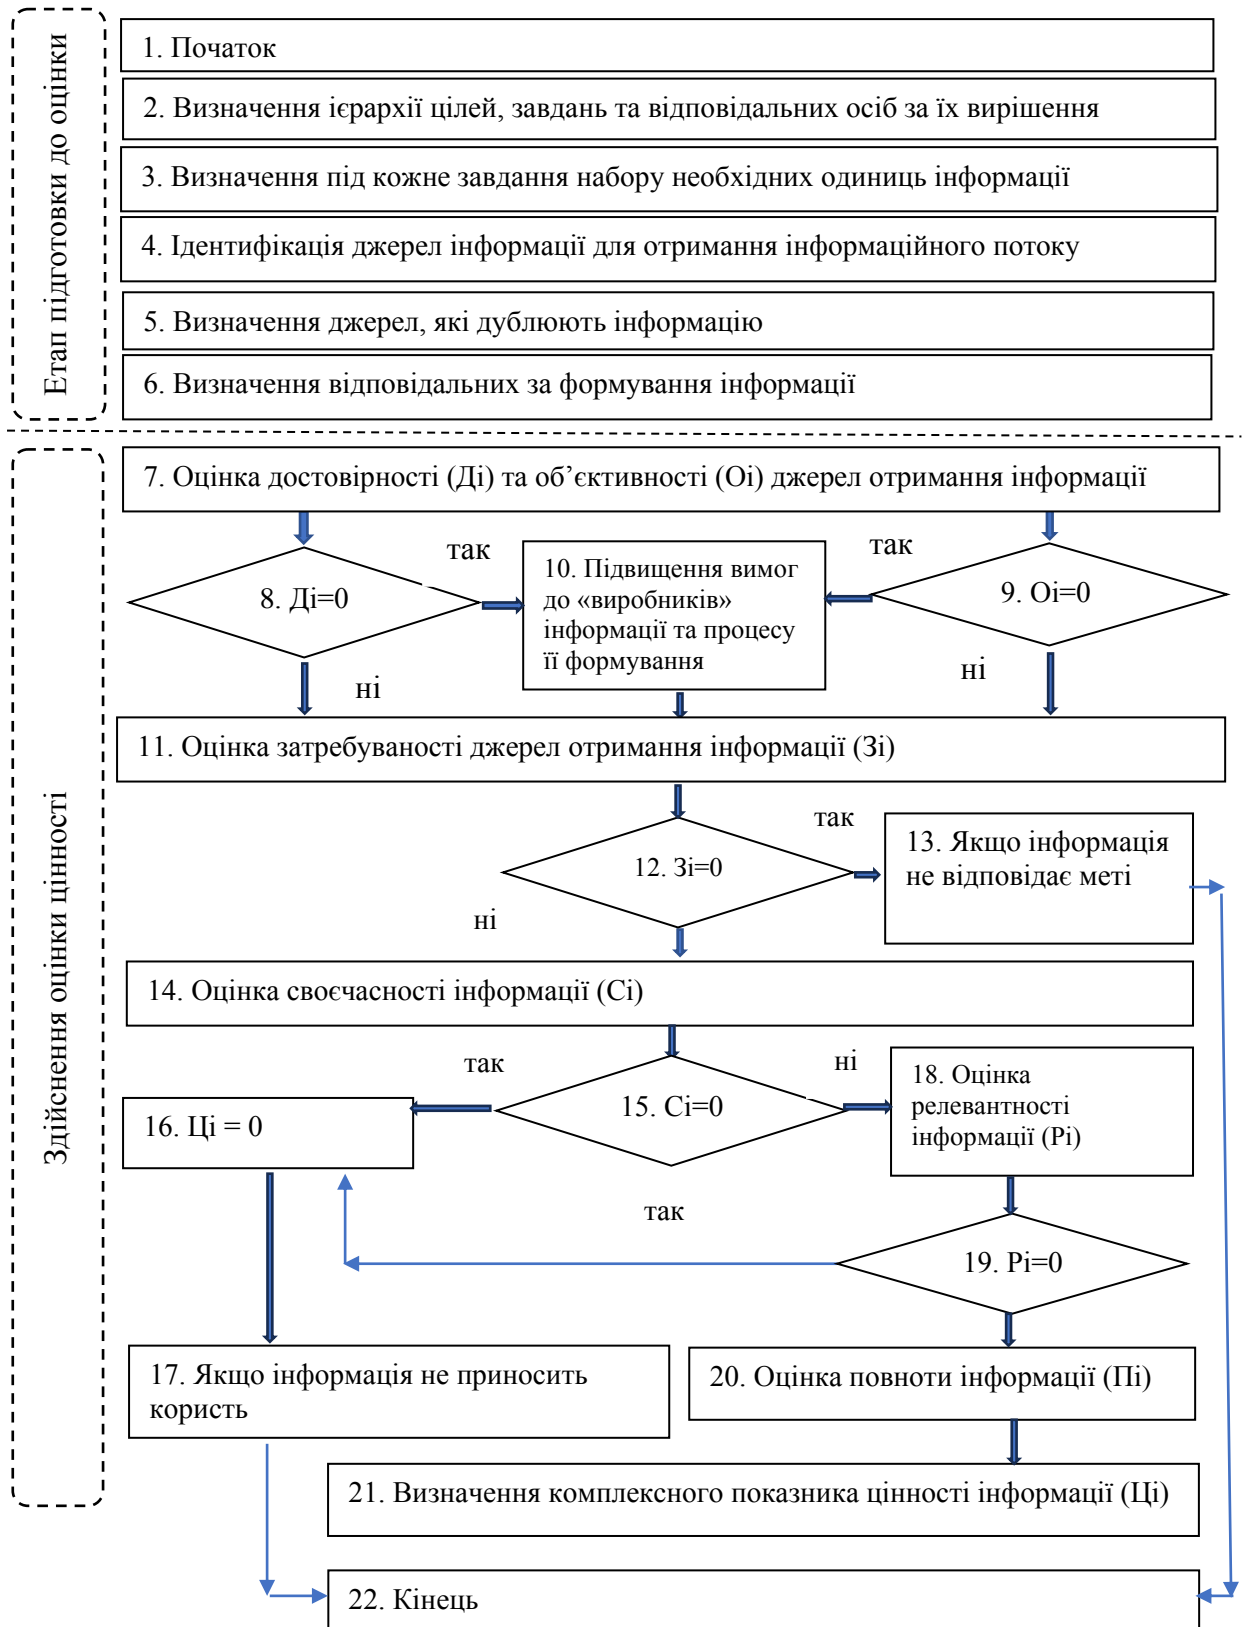 Етап підготовки до оцінки
1. Початок
2. Визначення ієрархії цілей, завдань та відповідальних осіб за їх вирішення
3. Визначення під кожне завдання набору необхідних одиниць інформації
4. Ідентифікація джерел інформації для отримання інформаційного потоку
5. Визначення джерел, які дублюють інформацію
6. Визначення відповідальних за формування інформації
Здійснення оцінки цінності
7. Оцінка достовірності (Ді) та об’єктивності (Оі) джерел отримання інформації
так
так
8. Ді=0
10. Підвищення вимог
до «виробників»
інформації та процесу
її формування
9. Оі=0
ні
ні
11. Оцінка затребуваності джерел отримання інформації (Зі)
так
12. Зі=0
13. Якщо інформація
не відповідає меті
ні
14. Оцінка своєчасності інформації (Сі)
так
ні
15. Сі=0
16. Ці = 0
18. Оцінка
релевантності
інформації (Рі)
так
19. Рі=0
17. Якщо інформація не приносить
користь
20. Оцінка повноти інформації (Пі)
21. Визначення комплексного показника цінності інформації (Ці)
22. Кінець